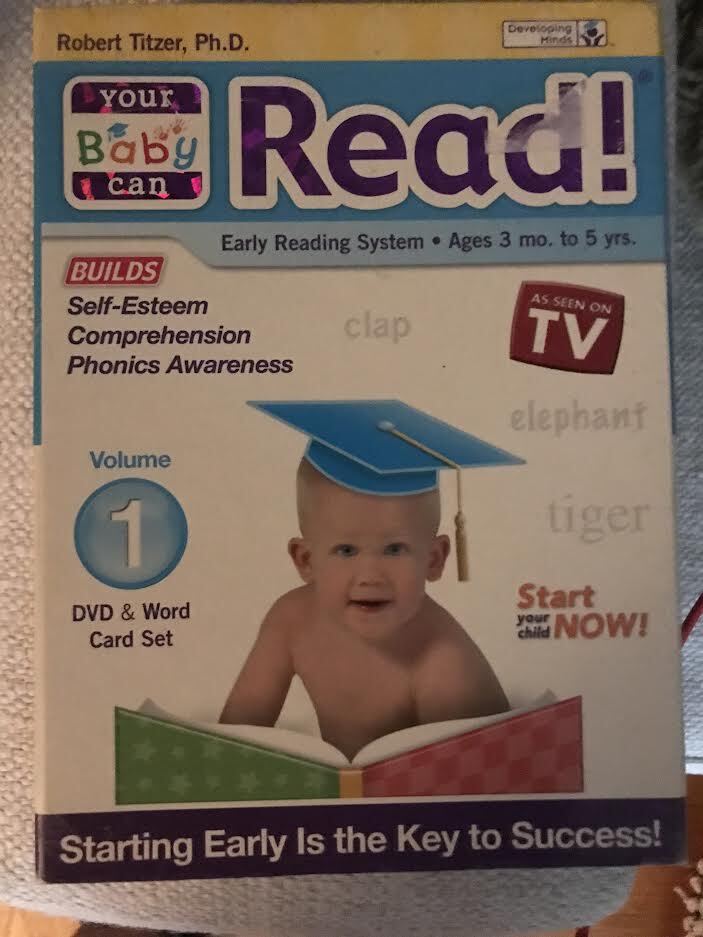 Robert Titzer, Ph.D.
Developing
Minds
YOUR
Baby
can
Read!
®
Early Reading System • Ages 3 mo. to 5 yrs.
BUILDS
Self-Esteem
Comprehension
Phonics Awareness
clap
AS SEEN ON
TV
elephant
tiger
Volume
1
DVD & Word
Card Set
Start
your
child NOW!
Starting Early Is the Key to Success!